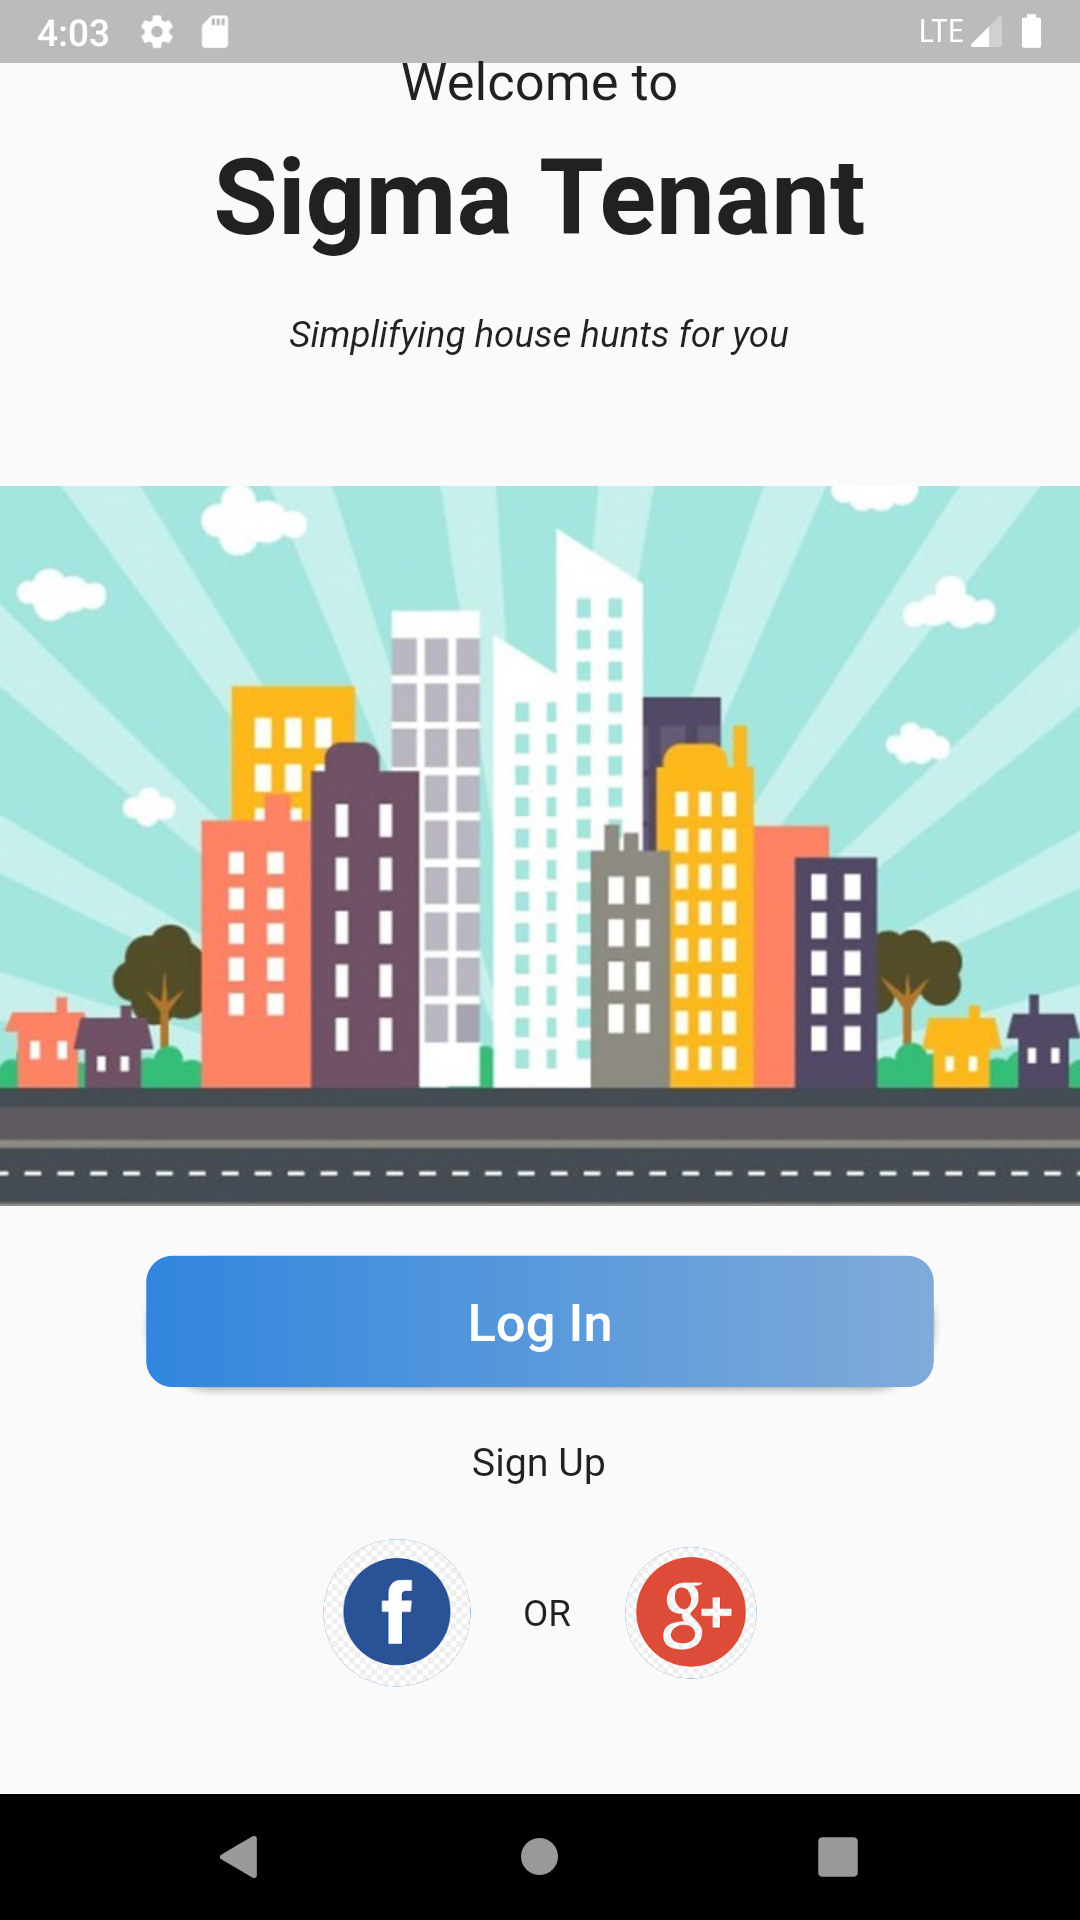 4:03
LTE
Welcome to
Sigma Tenant
Simplifying house hunts for you
Log In
Sign Up
f
OR
g+